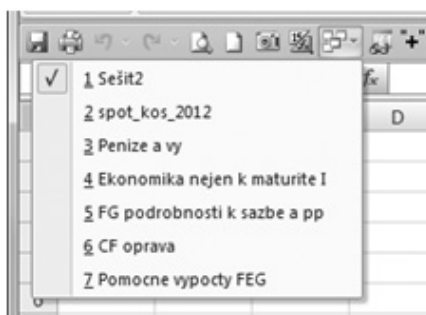 "+"
fx
D
1 Sešit2
2 spot_kos_2012
3 Penize a vy
4 Ekonomika nejen k maturite I
5 FG podrobnosti k sazbe a pp
6 CF oprava
7 Pomocne vypocty FEG